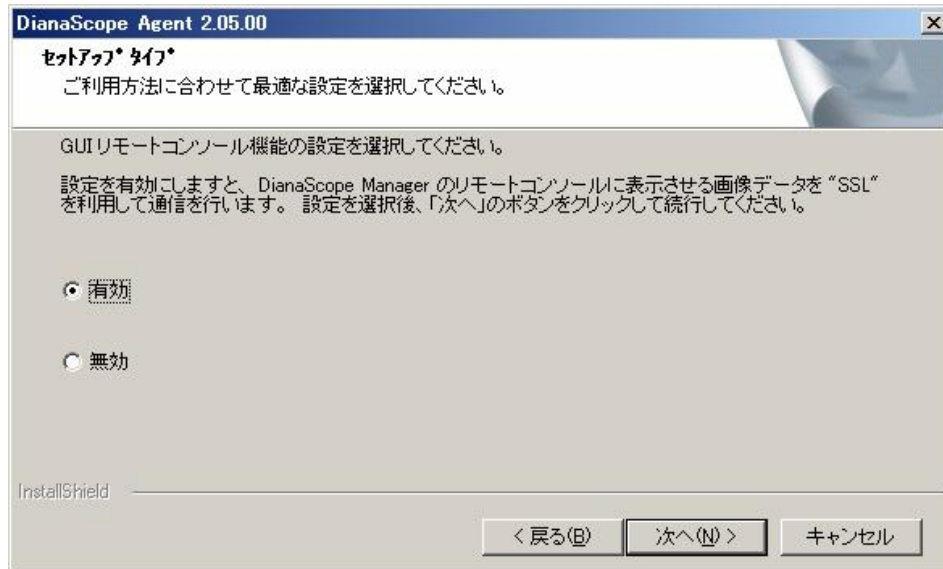 DianaScope Agent 2.05.00
ｾｯﾄｱｯﾌﾟ ﾀｲﾌﾟ
ご利用方法に合わせて最適な設定を選択してください。
GUIリモートコンソール機能の設定を選択してください。
設定を有効にしますと、DianaScope Manager のリモートコンソールに表示させる画像データを “SSL”
を利用して通信を行います。 設定を選択後、「次へ」のボタンをクリックして続行してください。
有効
無効
InstallShield
< 戻る(B)
次へ(N) >
キャンセル